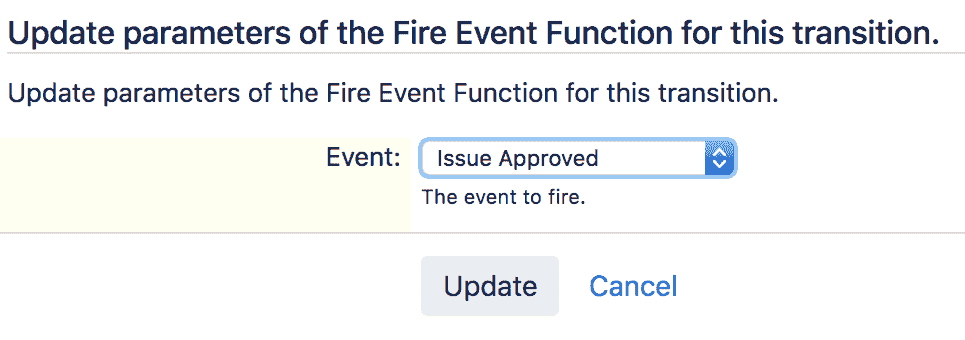 Update parameters of the Fire Event Function for this transition.
Update parameters of the Fire Event Function for this transition.
Event: Issue Approved
The event to fire.
Update Cancel